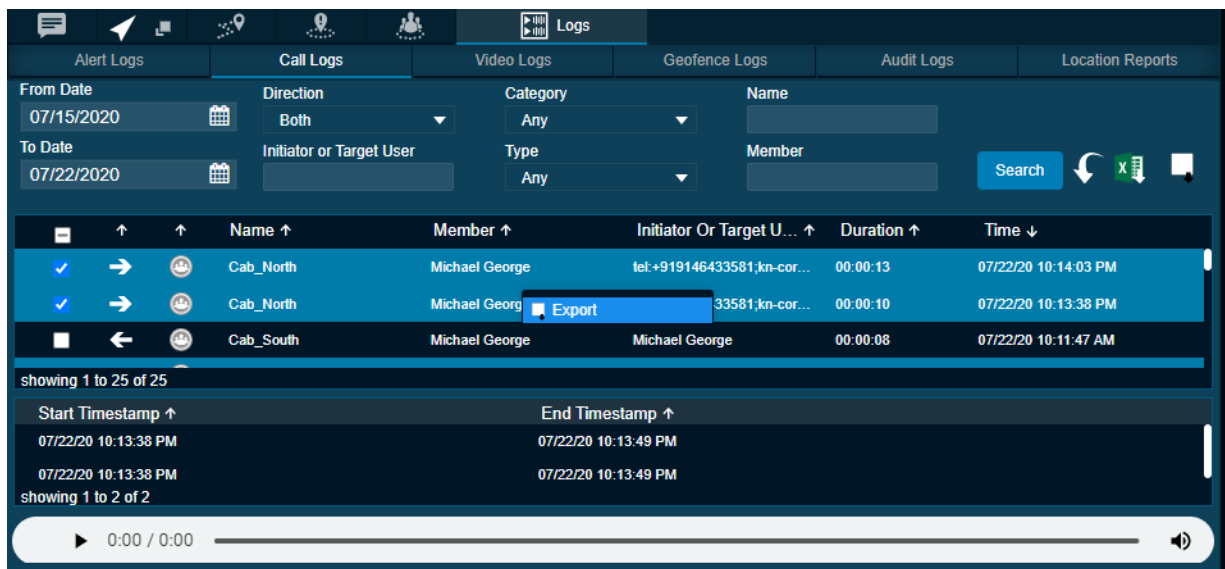 Logs
Alert Logs Call Logs Video Logs Geofence Logs Audit Logs Location Reports
From Date Direction Category Name
07/15/2020 Both Any
To Date Initiator or Target User Type Member
07/22/2020 Any Search
Name Member Initiator Or Target U... Duration Time
Cab_North Michael George tel:+919146433581;kn-cor... 00:00:13 07/22/20 10:14:03 PM
Cab_North Michael Georg Export 33581;kn-cor... 00:00:10 07/22/20 10:13:38 PM
Cab_South Michael George Michael George 00:00:08 07/22/20 10:11:47 AM
showing 1 to 25 of 25
Start Timestamp End Timestamp
07/22/20 10:13:38 PM 07/22/20 10:13:49 PM
07/22/20 10:13:38 PM 07/22/20 10:13:49 PM
showing 1 to 2 of 2
0:00 / 0:00